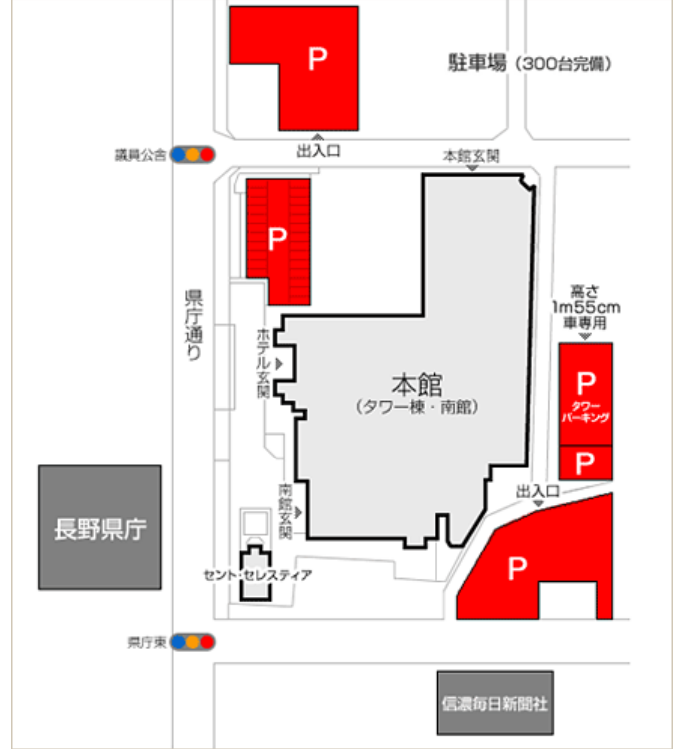 P
駐車場（300台完備）
議員公舎
出入口
本館玄関
P
県庁通り
高さ
1m55cm
車専用
ホテル玄関
本館
（タワー棟・南館）
P
タワー
パーキング
P
南館玄関
出入口
長野県庁
P
セント・セレスティア
県庁東
信濃毎日新聞社